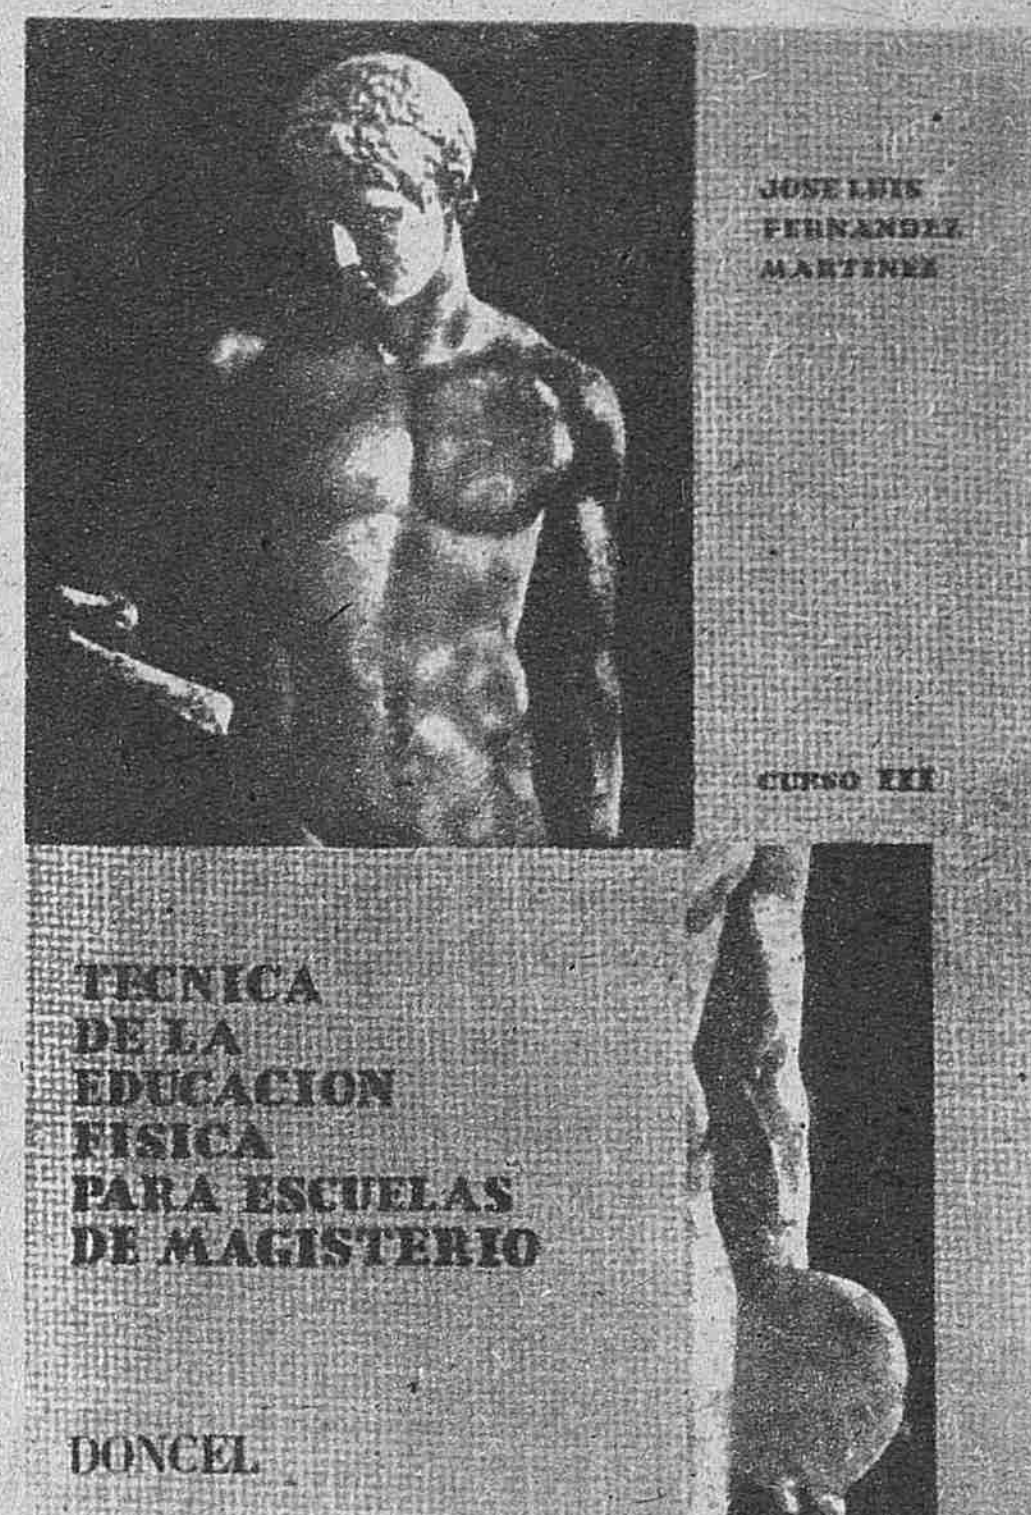 JOSE LUIS
FERNANDEZ
MARTINEZ
CURSO III
TECNICA
DE LA
EDUCACION
FISICA
PARA ESCUELAS
DE MAGISTERIO
DONCEL